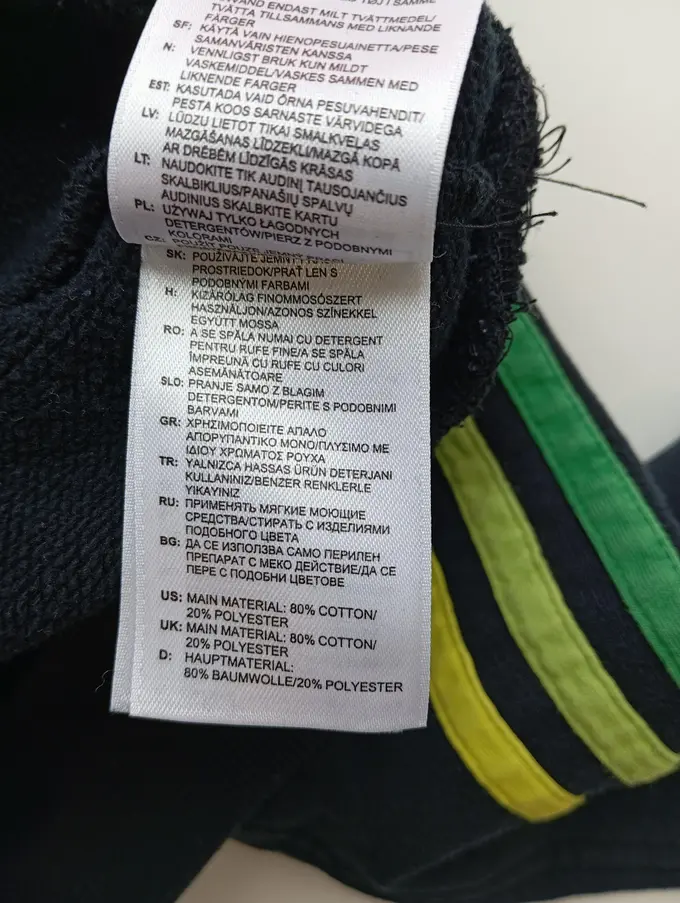 ENDAST MILT TVÄTTMEDEL/
TVÄTTA TILLSAMMANS MED LIKNANDE
FÄRGER
SF: KÄYTÄ VAIN HIENOPESUAINETTA/PESE
SAMANVÄRISTEN KANSSA
N: VENNLIGST BRUK KUN MILDT
VASKEMIDDEL/VASKES SAMMEN MED
LIKNENDE FARGER
EST: KASUTADA VAID ÕRNA PESUVAHENDIT/
PESTA KOOS SARNASTE VÄRVIDEGA
LV: LŪDZU LIETOT TIKAI SMALKVEĻAS
MAZGĀŠANAS LĪDZEKLI/MAZGĀ KOPĀ
AR DRĒBĒM LĪDZĪGĀS KRĀSAS
LT: NAUDOKITE TIK AUDINĮ TAUSOJANČIUS
SKALBIKLIUS/PANAŠIŲ SPALVŲ
AUDINIUS SKALBKITE KARTU
PL: UŻYWAJ TYLKO ŁAGODNYCH
DETERGENTÓW/PIERZ Z PODOBNYMI
KOLORAMI
CZ:
SK: POUŽÍVAJTE JEMNÝ
PROSTRIEDOK/PRAŤ LEN S
PODOBNÝMI FARBAMI
H: KIZÁRÓLAG FINOMMOSÓSZERT
HASZNÁLJON/AZONOS SZÍNEKKEL
EGYÜTT MOSSA
RO: A SE SPĂLA NUMAI CU DETERGENT
PENTRU RUFE FINE/A SE SPĂLA
ÎMPREUNĂ CU RUFE CU CULORI
ASEMĂNĂTOARE
SLO: PRANJE SAMO Z BLAGIM
DETERGENTOM/PERITE S PODOBNIMI
BARVAMI
GR: ΧΡΗΣΙΜΟΠΟΙΕΙΤΕ ΑΠΑΛΟ
ΑΠΟΡΥΠΑΝΤΙΚΟ ΜΟΝΟ/ΠΛΥΣΙΜΟ ΜΕ
ΙΔΙΟΥ ΧΡΩΜΑΤΟΣ ΡΟΥΧΑ
TR: YALNIZCA HASSAS ÜRÜN DETERJANI
KULLANINIZ/BENZER RENKLERLE
YIKAYINIZ
RU: ПРИМЕНЯТЬ МЯГКИЕ МОЮЩИЕ
СРЕДСТВА/СТИРАТЬ С ИЗДЕЛИЯМИ
ПОДОБНОГО ЦВЕТА
BG: ДА СЕ ИЗПОЛЗВА САМО ПЕРИЛЕН
ПРЕПАРАТ С МЕКО ДЕЙСТВИЕ/ДА СЕ
ПЕРЕ С ПОДОБНИ ЦВЕТОВЕ
US: MAIN MATERIAL: 80% COTTON/
20% POLYESTER
UK: MAIN MATERIAL: 80% COTTON/
20% POLYESTER
D: HAUPTMATERIAL:
80% BAUMWOLLE/20% POLYESTER